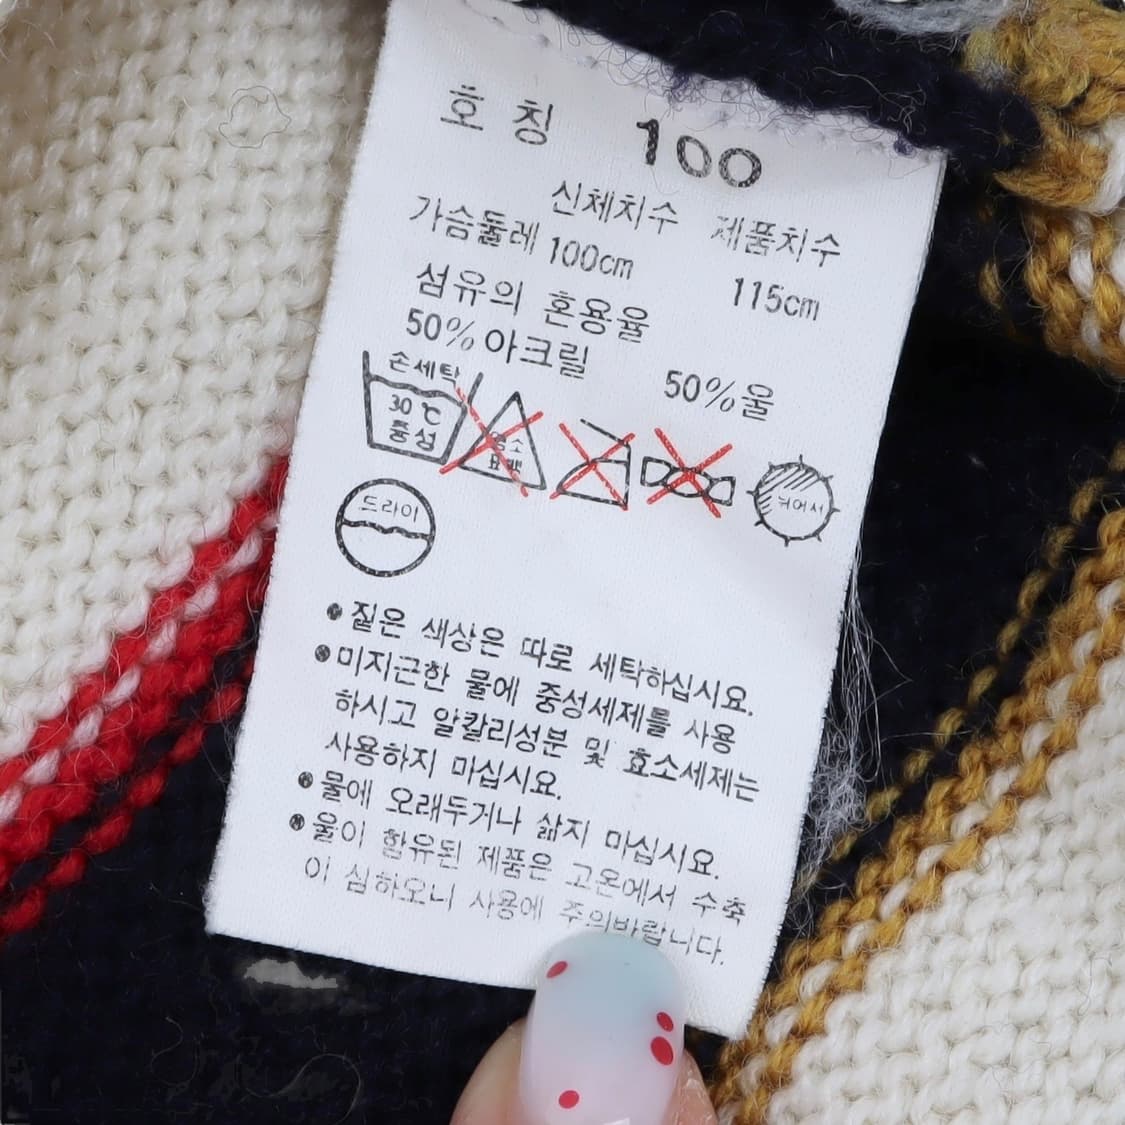 호 칭 100
신체치수 제품치수
가슴둘레 100cm 115cm
섬유의 혼용율
50%아크릴 50%울
손세탁
30℃
중성
염소
표백
뉘어서
드라이
● 짙은 색상은 따로 세탁하십시요.
● 미지근한 물에 중성세제를 사용
하시고 알칼리성분 및 효소세제는
사용하지 마십시요.
● 물에 오래두거나 삶지 마십시요.
● 울이 함유된 제품은 고온에서 수축
이 심하오니 사용에 주의바랍니다.